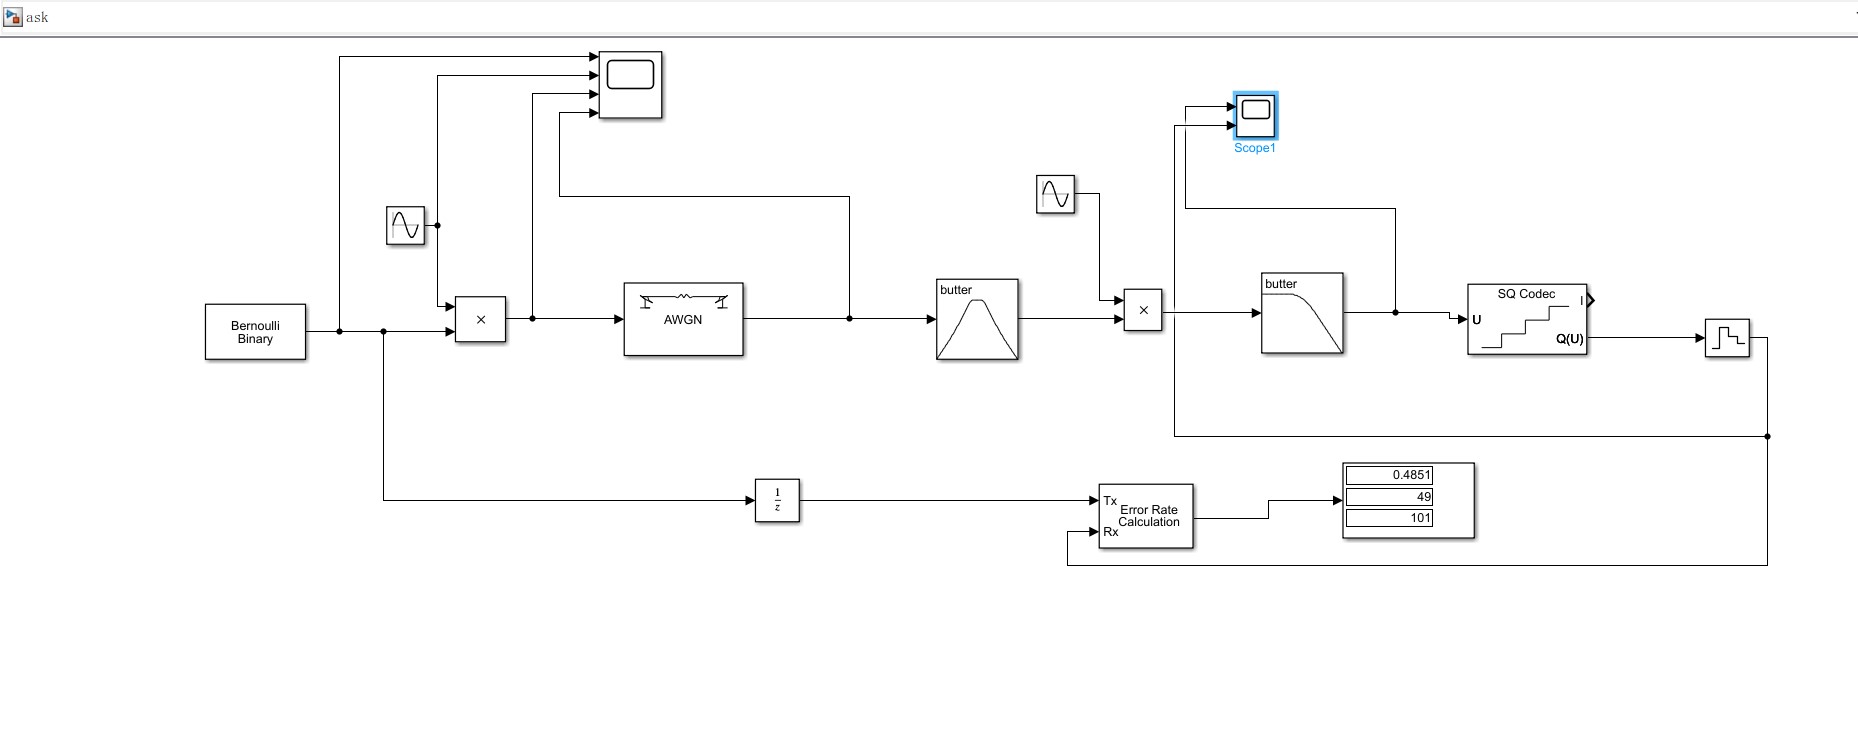 ask
Scope1
Bernoulli
Binary
×
AWGN
butter
×
butter
SQ Codec
I
U
Q(U)
1
z
Tx
Error Rate
Calculation
Rx
0.4851
49
101